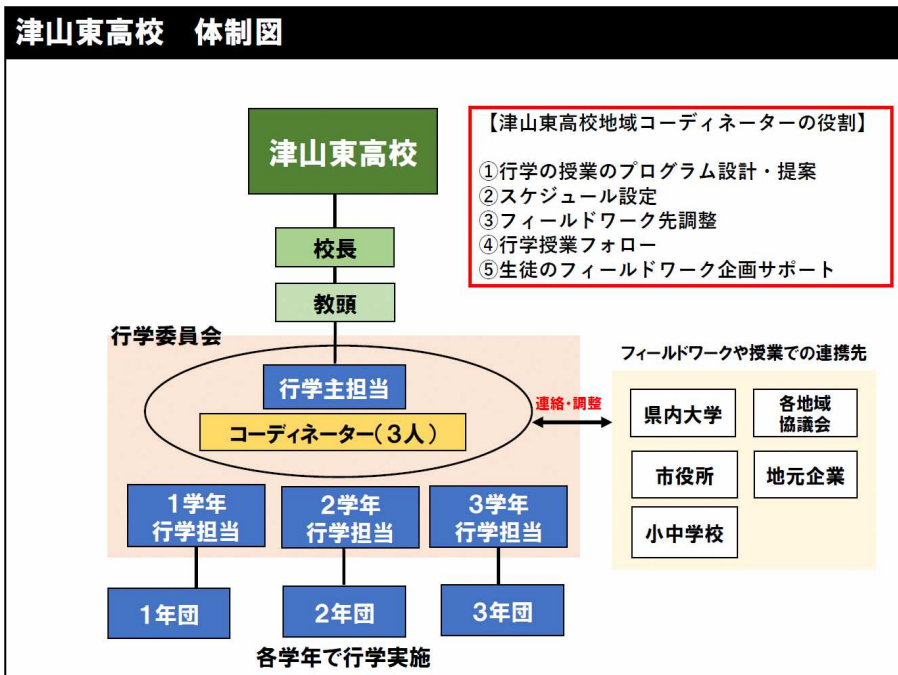 津山東高校 体制図
津山東高校
【津山東高校地域コーディネーターの役割】
①行学の授業のプログラム設計・提案
②スケジュール設定
③フィールドワーク先調整
④行学授業フォロー
⑤生徒のフィールドワーク企画サポート
校長
教頭
行学委員会
行学主担当
コーディネーター(3人)
連絡・調整
フィールドワークや授業での連携先
県内大学
各地域
協議会
市役所
地元企業
小中学校
1学年
行学担当
2学年
行学担当
3学年
行学担当
1年団
2年団
3年団
各学年で行学実施